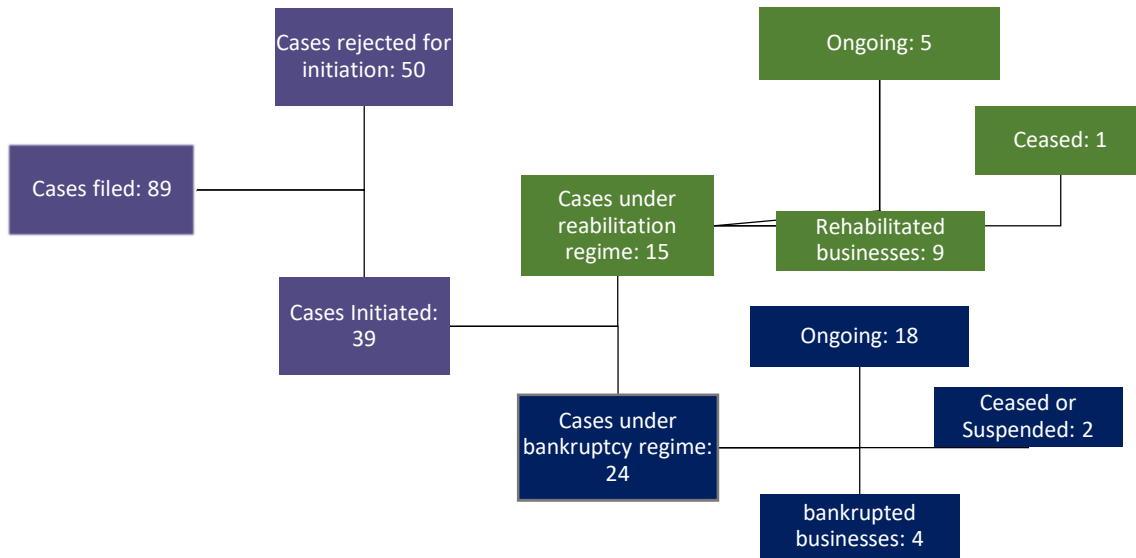 Cases rejected for
initiation: 50
Ongoing: 5
Ceased: 1
Cases filed: 89
Cases under
reabilitation
regime: 15
Rehabilitated
businesses: 9
Cases Initiated:
39
Ongoing: 18
Ceased or
Suspended: 2
Cases under
bankruptcy regime:
24
bankrupted
businesses: 4